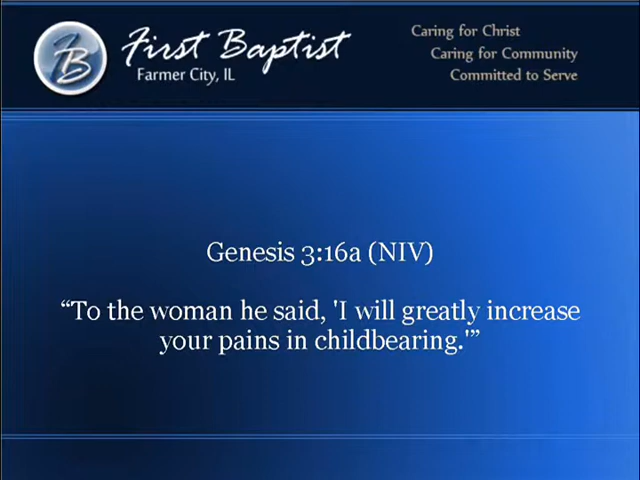 First Baptist
Farmer City, IL
Caring for Christ
Caring for Community
Committed to Serve
Genesis 3:16a (NIV)
“To the woman he said, 'I will greatly increase
your pains in childbearing.'”